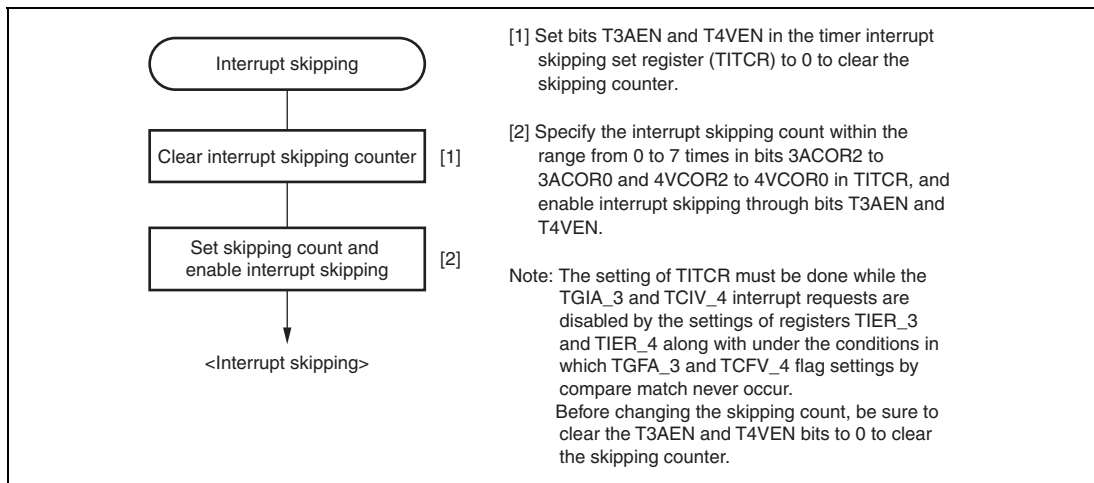 Interrupt skipping
Clear interrupt skipping counter
[1]
Set skipping count and
enable interrupt skipping
[2]
<Interrupt skipping>
[1] Set bits T3AEN and T4VEN in the timer interrupt
skipping set register (TITCR) to 0 to clear the
skipping counter.
[2] Specify the interrupt skipping count within the
range from 0 to 7 times in bits 3ACOR2 to
3ACOR0 and 4VCOR2 to 4VCOR0 in TITCR, and
enable interrupt skipping through bits T3AEN and
T4VEN.
Note: The setting of TITCR must be done while the
TGIA_3 and TCIV_4 interrupt requests are
disabled by the settings of registers TIER_3
and TIER_4 along with under the conditions in
which TGFA_3 and TCFV_4 flag settings by
compare match never occur.
Before changing the skipping count, be sure to
clear the T3AEN and T4VEN bits to 0 to clear
the skipping counter.